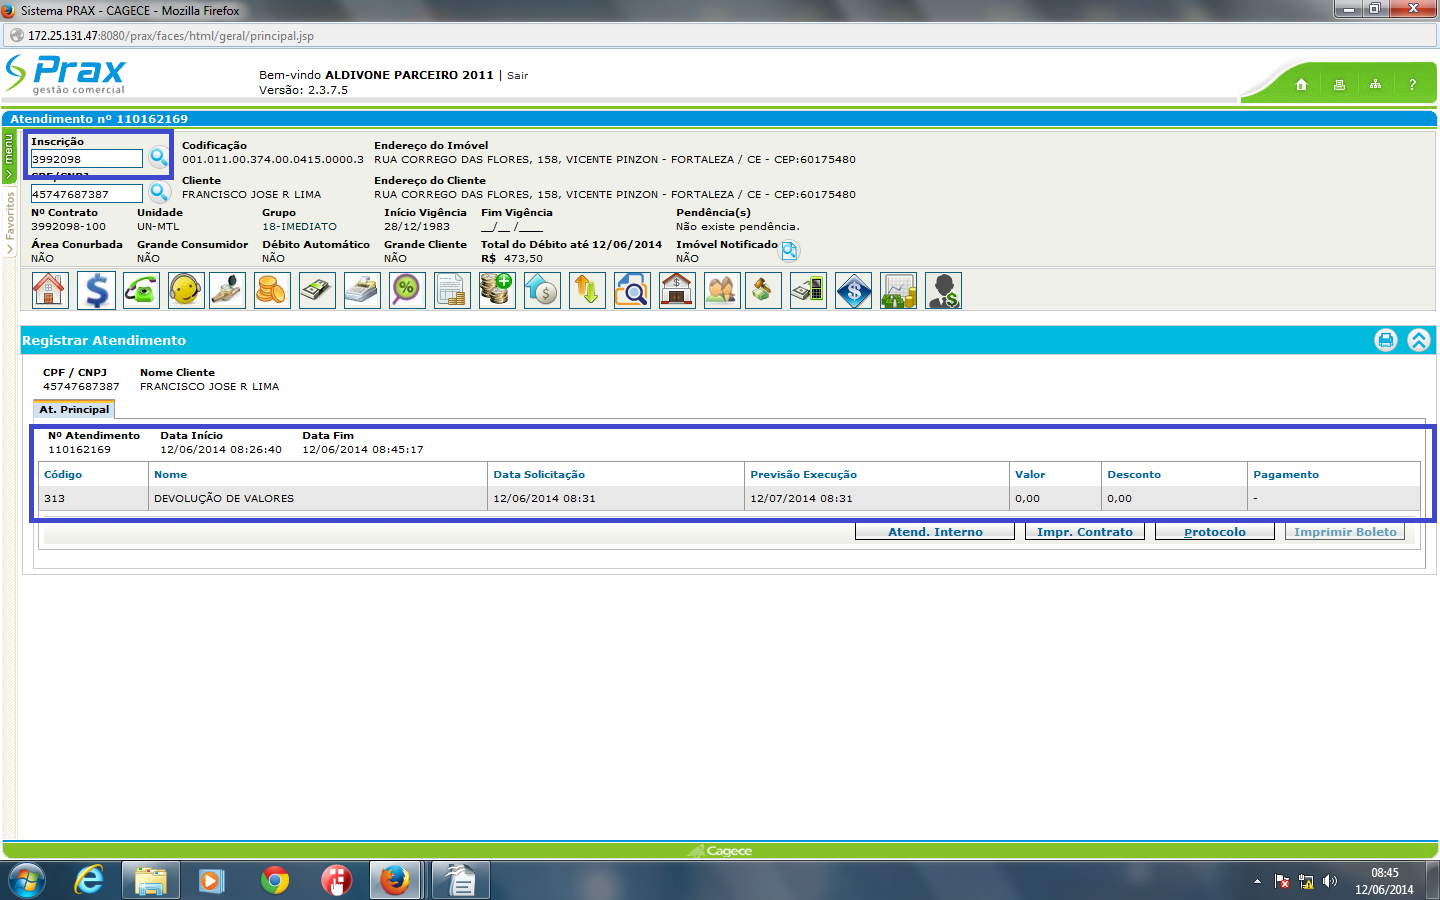 Sistema PRAX - CAGECE - Mozilla Firefox
172.25.131.47:8080/prax/faces/html/geral/principal.jsp
Prax
gestão comercial
Bem-vindo ALDIVONE PARCEIRO 2011 | Sair
Versão: 2.3.7.5
?
Atendimento nº 110162169
menu
Favoritos
Inscrição Codificação Endereço do Imóvel
3992098 001.011.00.374.00.0415.0000.3 RUA CORREGO DAS FLORES, 158, VICENTE PINZON - FORTALEZA / CE - CEP:60175480
CPF/CNPJ Cliente Endereço do Cliente
45747687387 FRANCISCO JOSE R LIMA RUA CORREGO DAS FLORES, 158, VICENTE PINZON - FORTALEZA / CE - CEP:60175480
Nº Contrato Unidade Grupo Início Vigência Fim Vigência Pendência(s)
3992098-100 UN-MTL 18-IMEDIATO 28/12/1983 __/__ /____ Não existe pendência.
Área Conurbada Grande Consumidor Débito Automático Grande Cliente Total do Débito até 12/06/2014 Imóvel Notificado
NÃO NÃO NÃO NÃO R$ 473,50 NÃO
Registrar Atendimento
CPF / CNPJ Nome Cliente
45747687387 FRANCISCO JOSE R LIMA
At. Principal
Nº Atendimento Data Início Data Fim
110162169 12/06/2014 08:26:40 12/06/2014 08:45:17
Código Nome Data Solicitação Previsão Execução Valor Desconto Pagamento
313 DEVOLUÇÃO DE VALORES 12/06/2014 08:31 12/07/2014 08:31 0,00 0,00 -
Atend. Interno Impr. Contrato Protocolo Imprimir Boleto
Cagece
08:45
12/06/2014